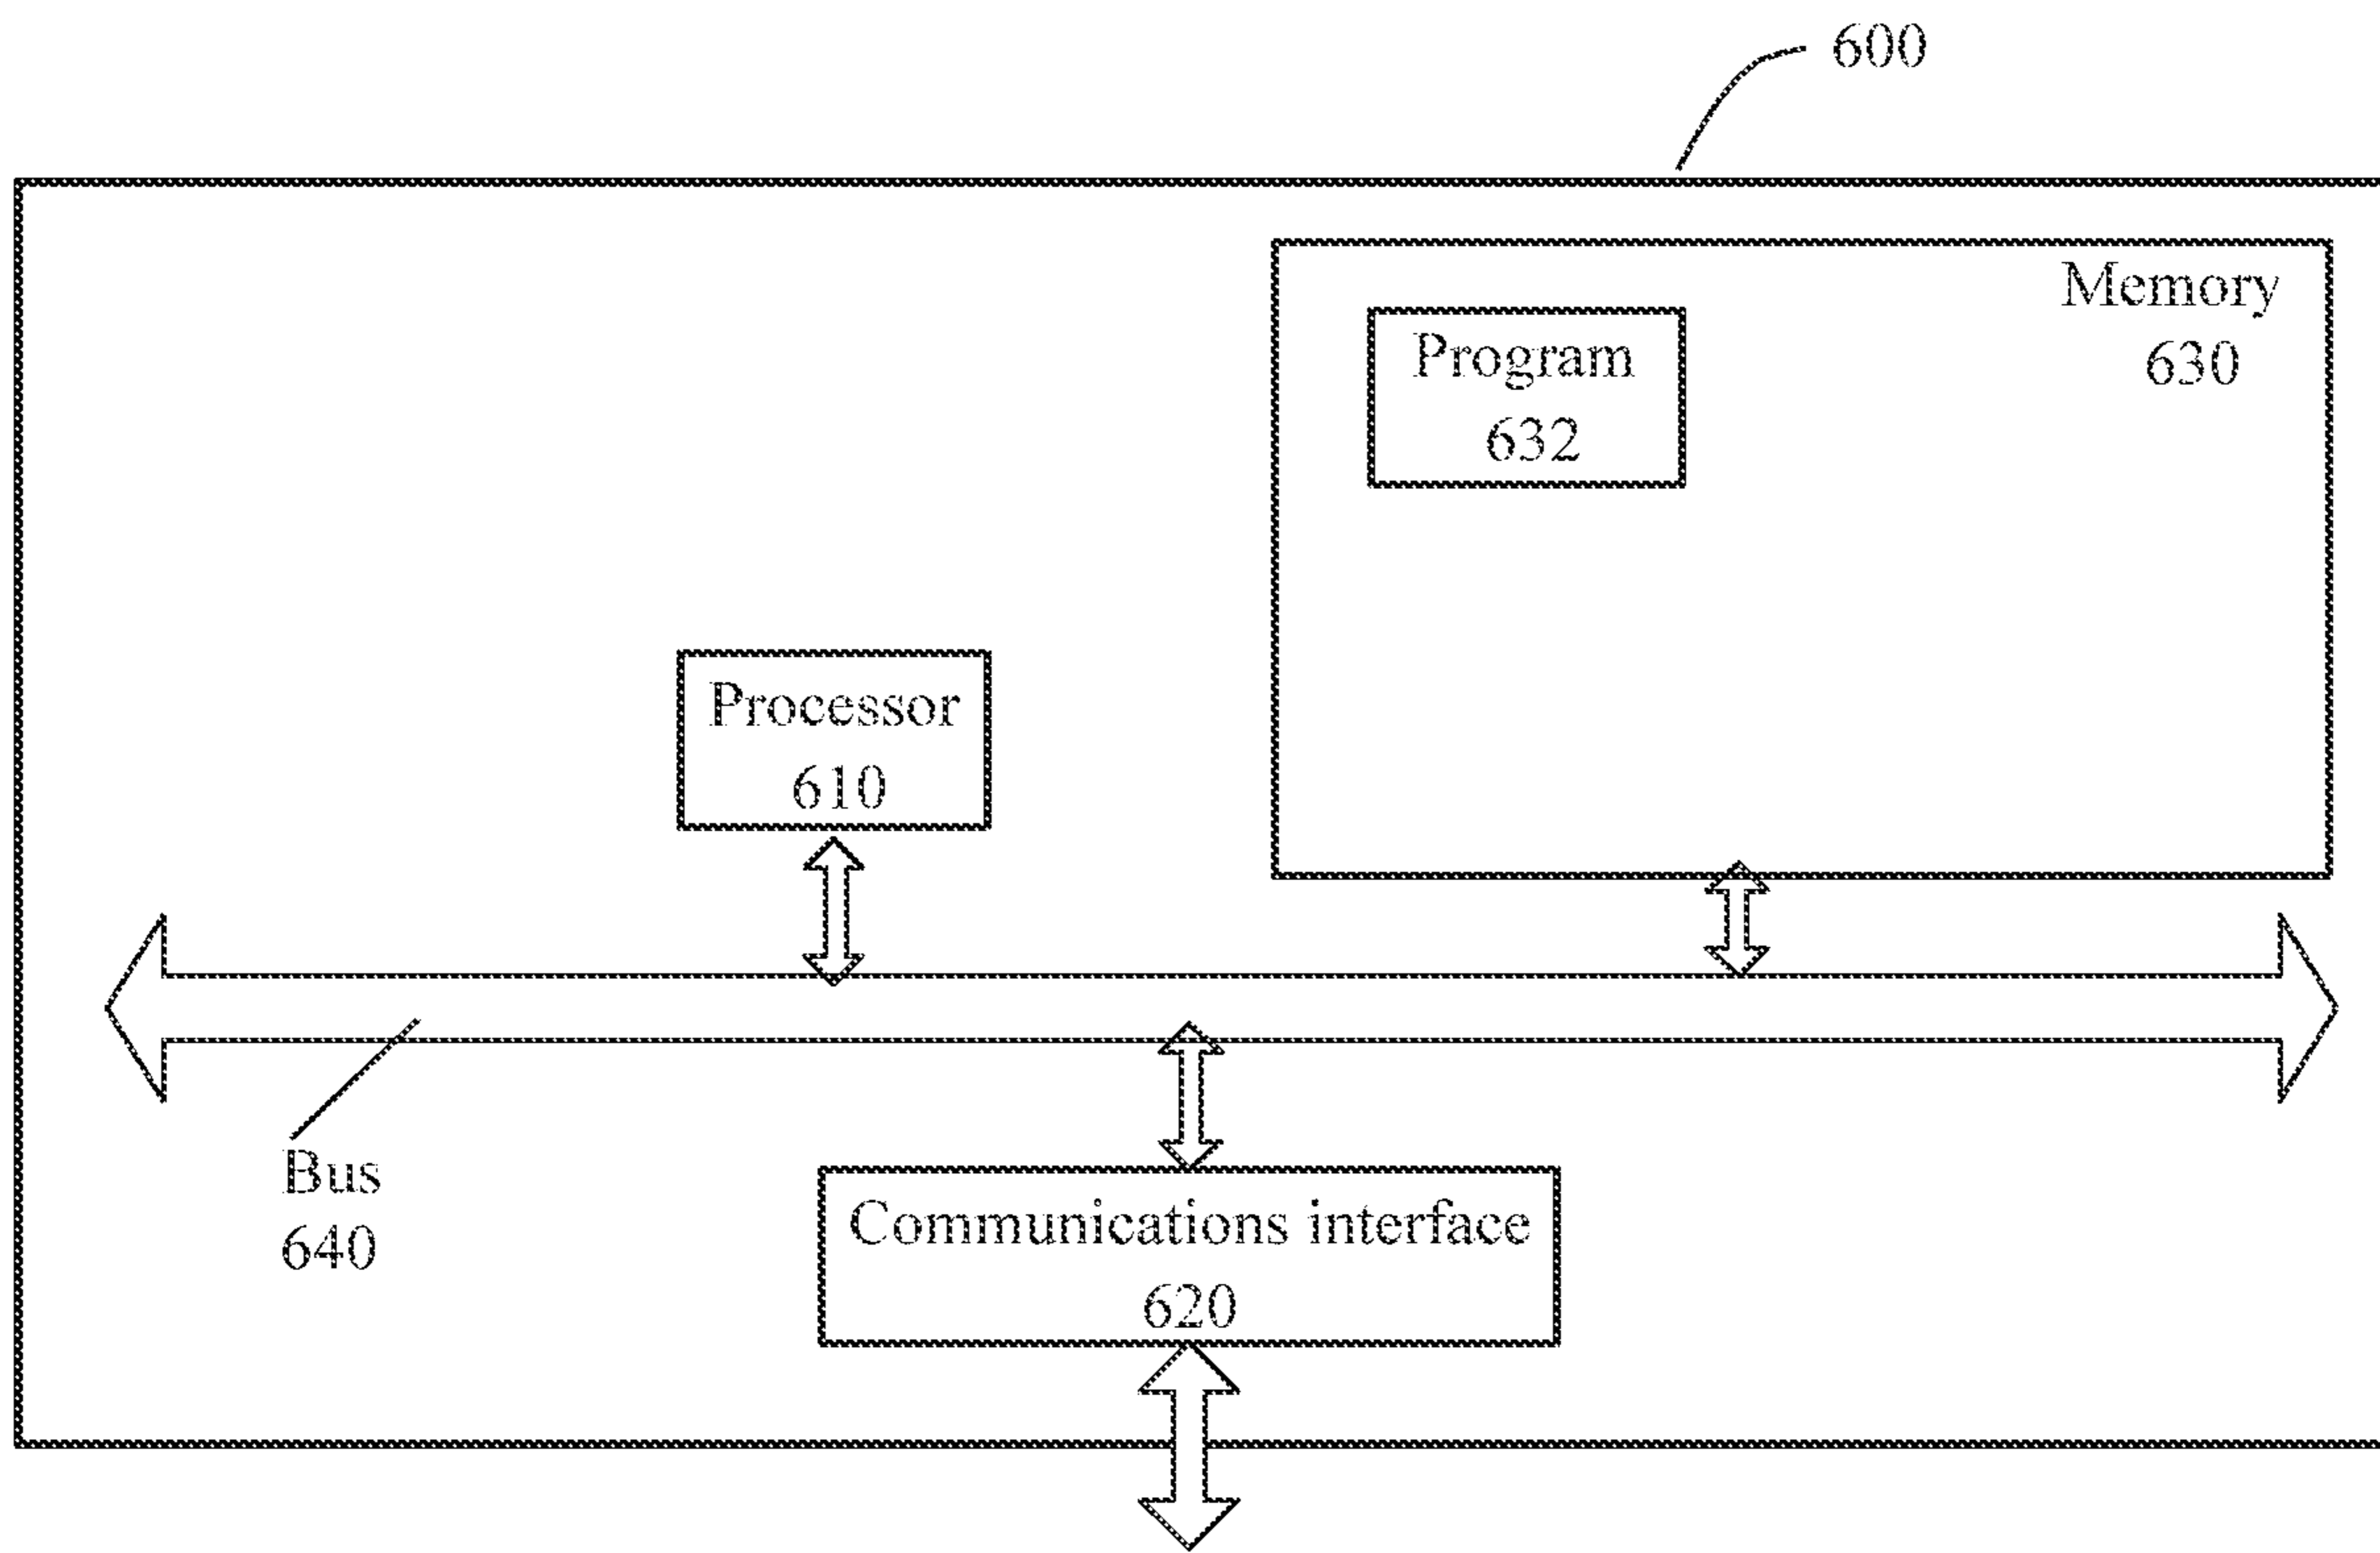 600
Memory
630
Program
632
Processor
610
Bus
640
Communications interface
620